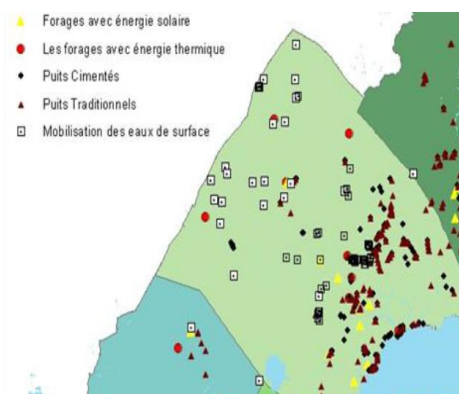 Forages avec énergie solaire
Les forages avec énergie thermique
Puits Cimentés
Puits Traditionnels
Mobilisation des eaux de surface